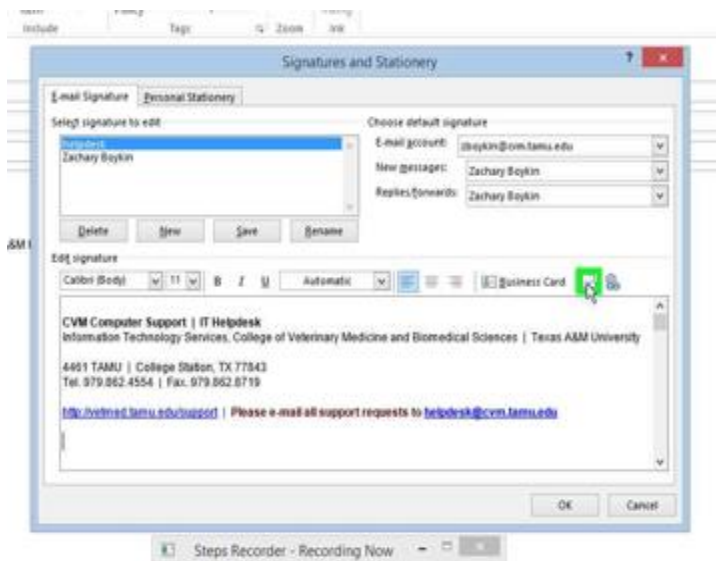 Include Tags Zoom Ink
Signatures and Stationery ?
E-mail Signature Personal Stationery
Select signature to edit
Helpdesk
Zachary Boykin
Delete New Save Rename
Choose default signature
E-mail account: zboykin@cvm.tamu.edu
New messages: Zachary Boykin
Replies/forwards: Zachary Boykin
Edit signature
Calibri (Body) 11 B I U Automatic Business Card
CVM Computer Support | IT Helpdesk
Information Technology Services, College of Veterinary Medicine and Biomedical Sciences | Texas A&M University
4461 TAMU | College Station, TX 77843
Tel. 979.862.4554 | Fax. 979.862.8719
http://vetmed.tamu.edu/support | Please e-mail all support requests to helpdesk@cvm.tamu.edu
OK Cancel
Steps Recorder - Recording Now